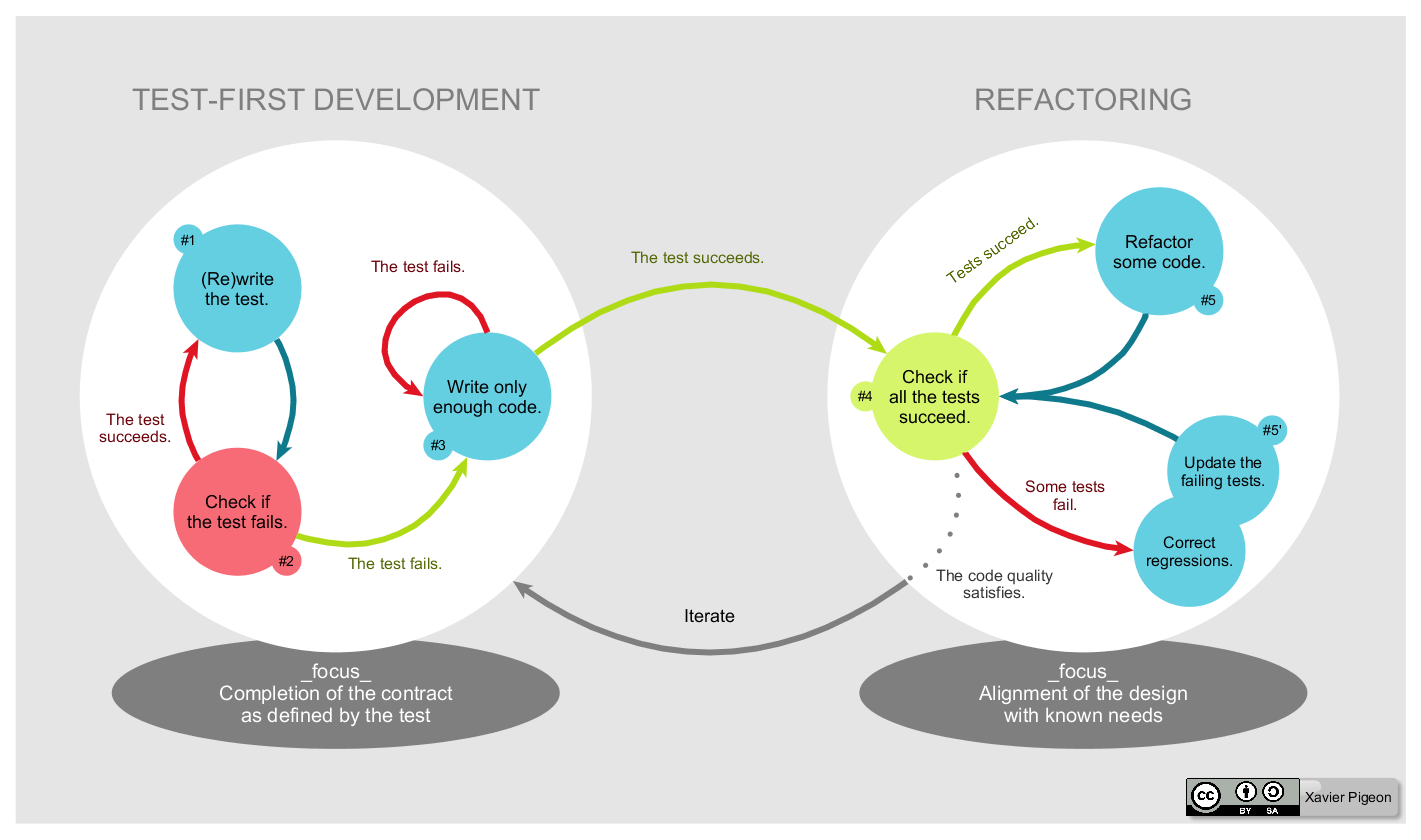 TEST-FIRST DEVELOPMENT
REFACTORING
#1
(Re)write
the test.
The test
succeeds.
Check if
the test fails.
#2
The test fails.
The test fails.
Write only
enough code.
#3
The test succeeds.
Tests succeed.
Refactor
some code.
#5
Check if
all the tests
succeed.
#4
#5'
Update the
failing tests.
Some tests
fail.
Correct
regressions.
The code quality
satisfies.
Iterate
_focus_
Completion of the contract
as defined by the test
_focus_
Alignment of the design
with known needs
cc
BY SA
Xavier Pigeon